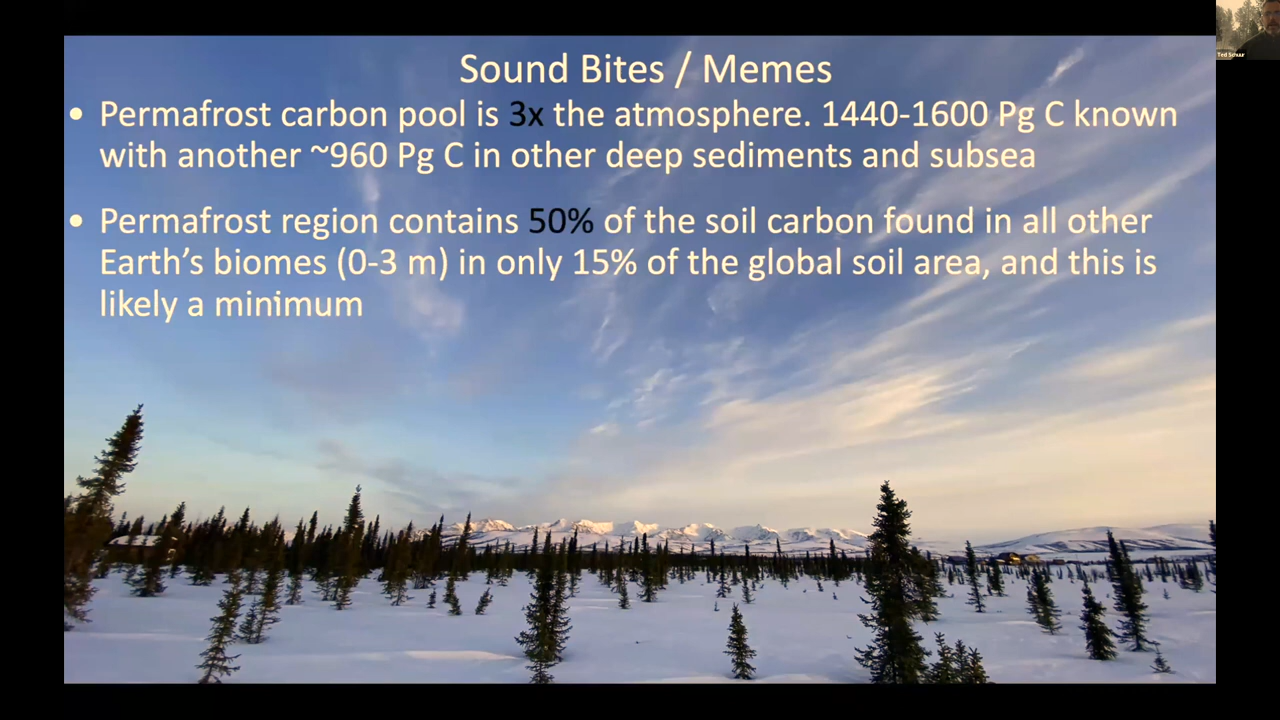 Sound Bites / Memes
• Permafrost carbon pool is 3x the atmosphere. 1440-1600 Pg C known
with another ~960 Pg C in other deep sediments and subsea
• Permafrost region contains 50% of the soil carbon found in all other
Earth's biomes (0-3 m) in only 15% of the global soil area, and this is
likely a minimum
Ted Schuur